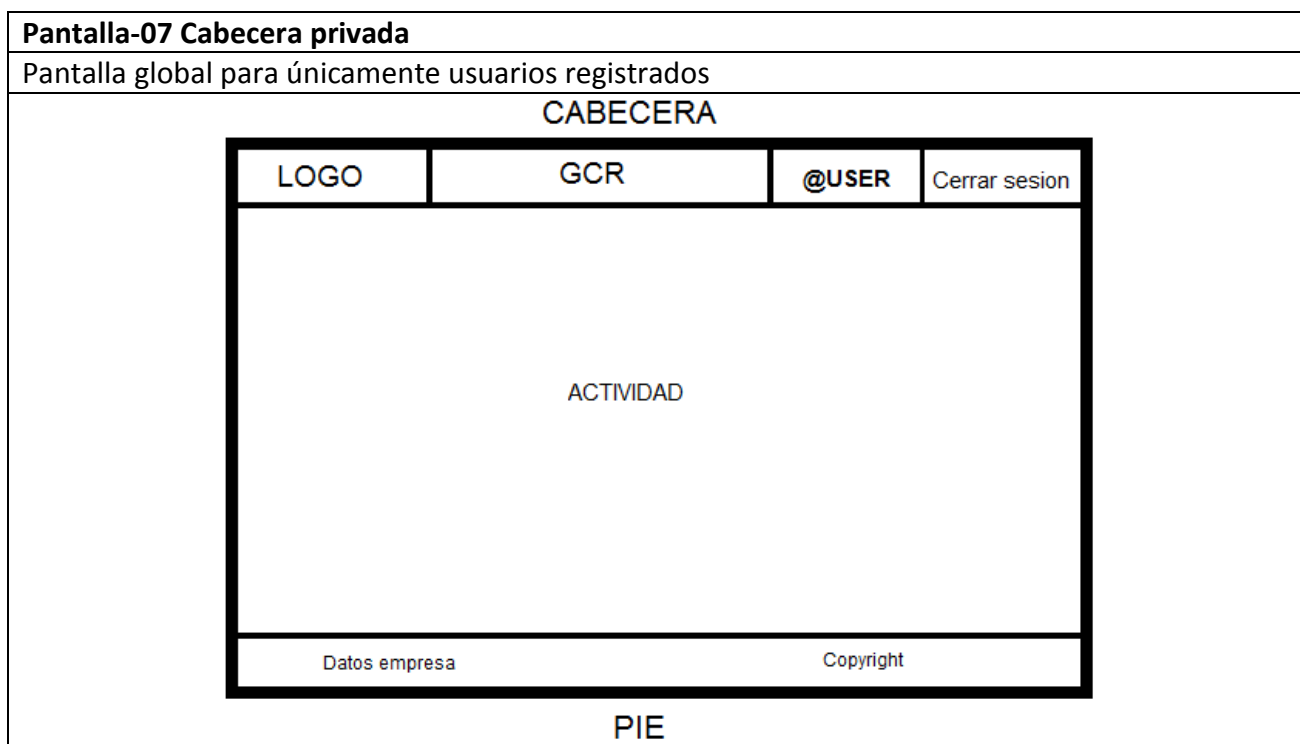 Pantalla-07 Cabecera privada
Pantalla global para únicamente usuarios registrados
CABECERA
LOGO GCR @USER Cerrar sesion
ACTIVIDAD
Datos empresa Copyright
PIE